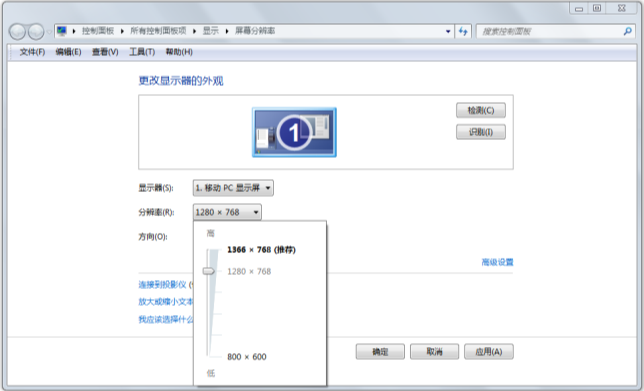 控制面板 ▸ 所有控制面板项 ▸ 显示 ▸ 屏幕分辨率
搜索控制面板
文件(F) 编辑(E) 查看(V) 工具(T) 帮助(H)
更改显示器的外观
1
检测(C)
识别(I)
显示器(S): 1. 移动 PC 显示屏
分辨率(R): 1280 × 768
高
方向(O):
1366 × 768 (推荐)
高级设置
1280 × 768
连接到投影仪
放大或缩小文本
我应该选择什么
800 × 600
低
确定 取消 应用(A)